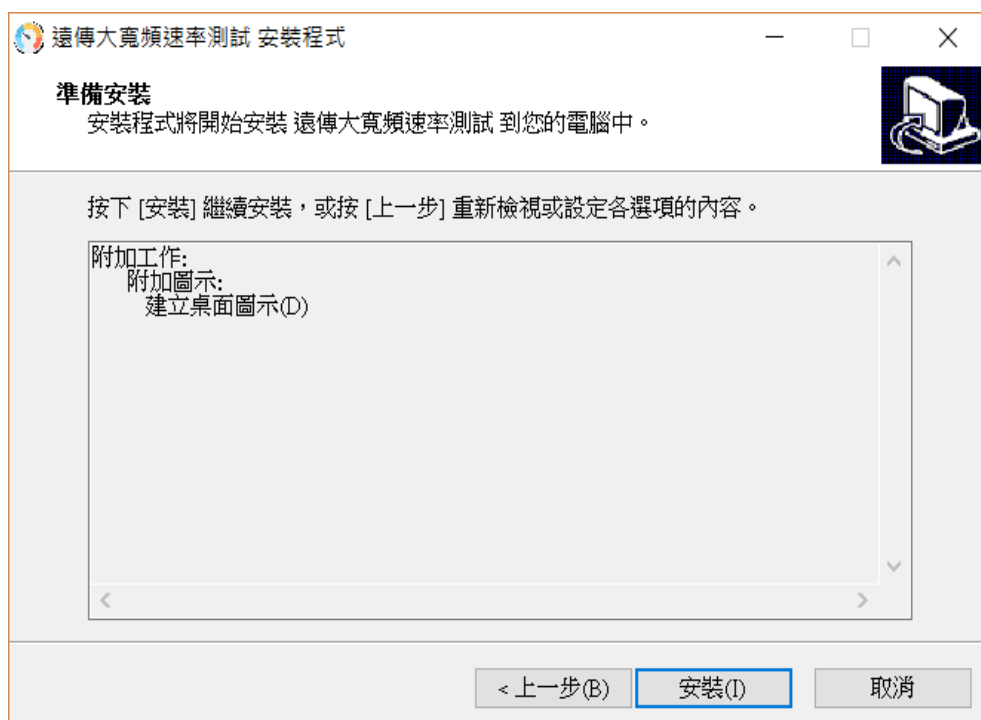 遠傳大寬頻速率測試 安裝程式
準備安裝
安裝程式將開始安裝 遠傳大寬頻速率測試 到您的電腦中。
按下 [安裝] 繼續安裝，或按 [上一步] 重新檢視或設定各選項的內容。
附加工作:
附加圖示:
建立桌面圖示(D)
< 上一步(B)
安裝(I)
取消